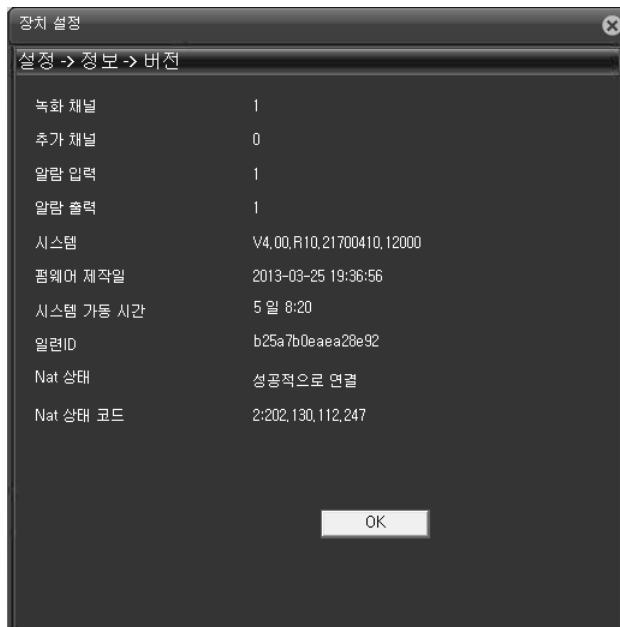 장치 설정
설정 -> 정보 -> 버전
녹화 채널 1
추가 채널 0
알람 입력 1
알람 출력 1
시스템 V4,00,R10,21700410,12000
펌웨어 제작일 2013-03-25 19:36:56
시스템 가동 시간 5 일 8:20
일련ID b25a7b0eaea28e92
Nat 상태 성공적으로 연결
Nat 상태 코드 2:202,130,112,247
OK